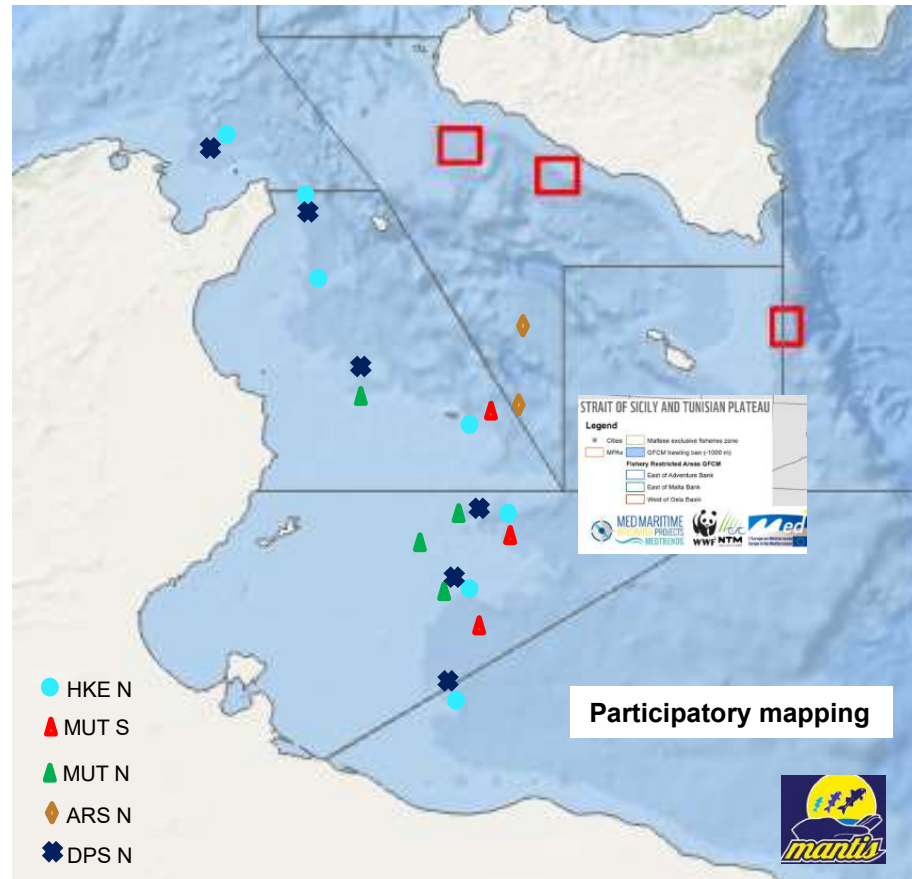 STRAIT OF SICILY AND TUNISIAN PLATEAU
Legend
Cities
Maltese exclusive fisheries zone
MPAs
GFCM trawling ban (-1000 m)
Fishery Restricted Areas GFCM
East of Adventure Bank
East of Malta Bank
West of Gela Basin
MED MARITIME
PROJECTS
MEDTRENDS
WWF
NTM
Med
HKE N
MUT S
MUT N
ARS N
DPS N
Participatory mapping
mantis